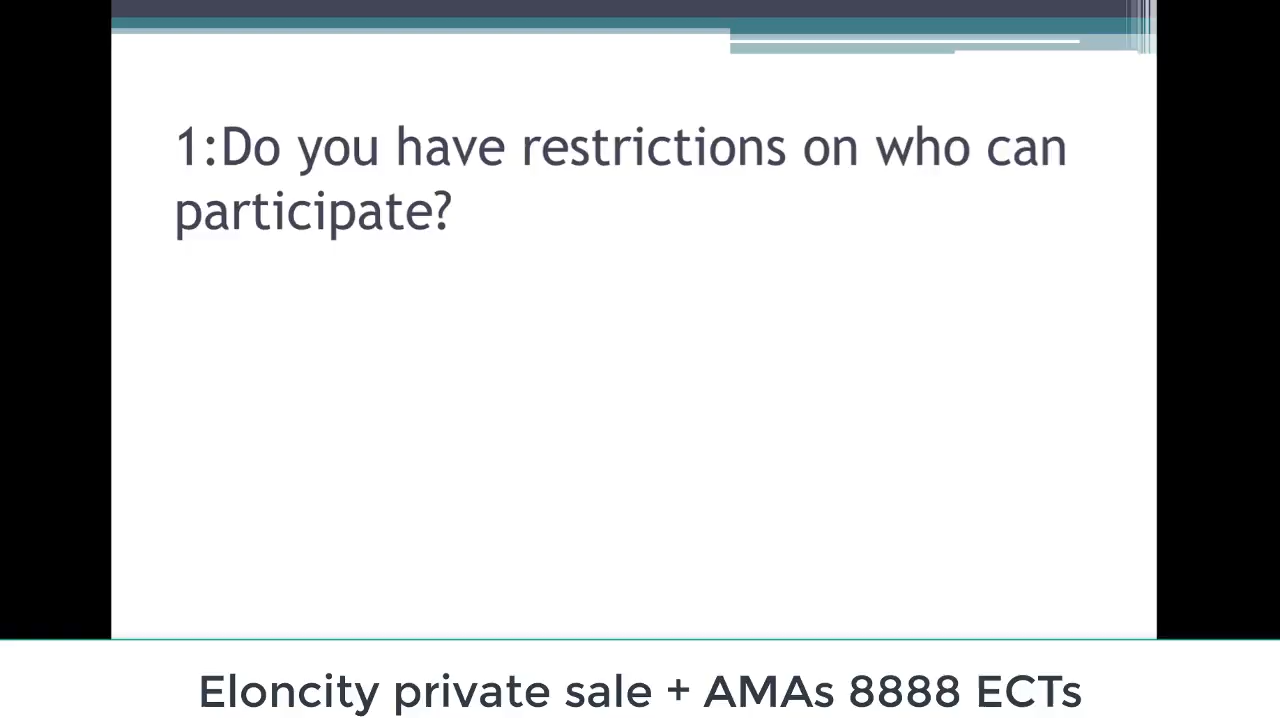 1:Do you have restrictions on who can
participate?
Eloncity private sale + AMAs 8888 ECTs